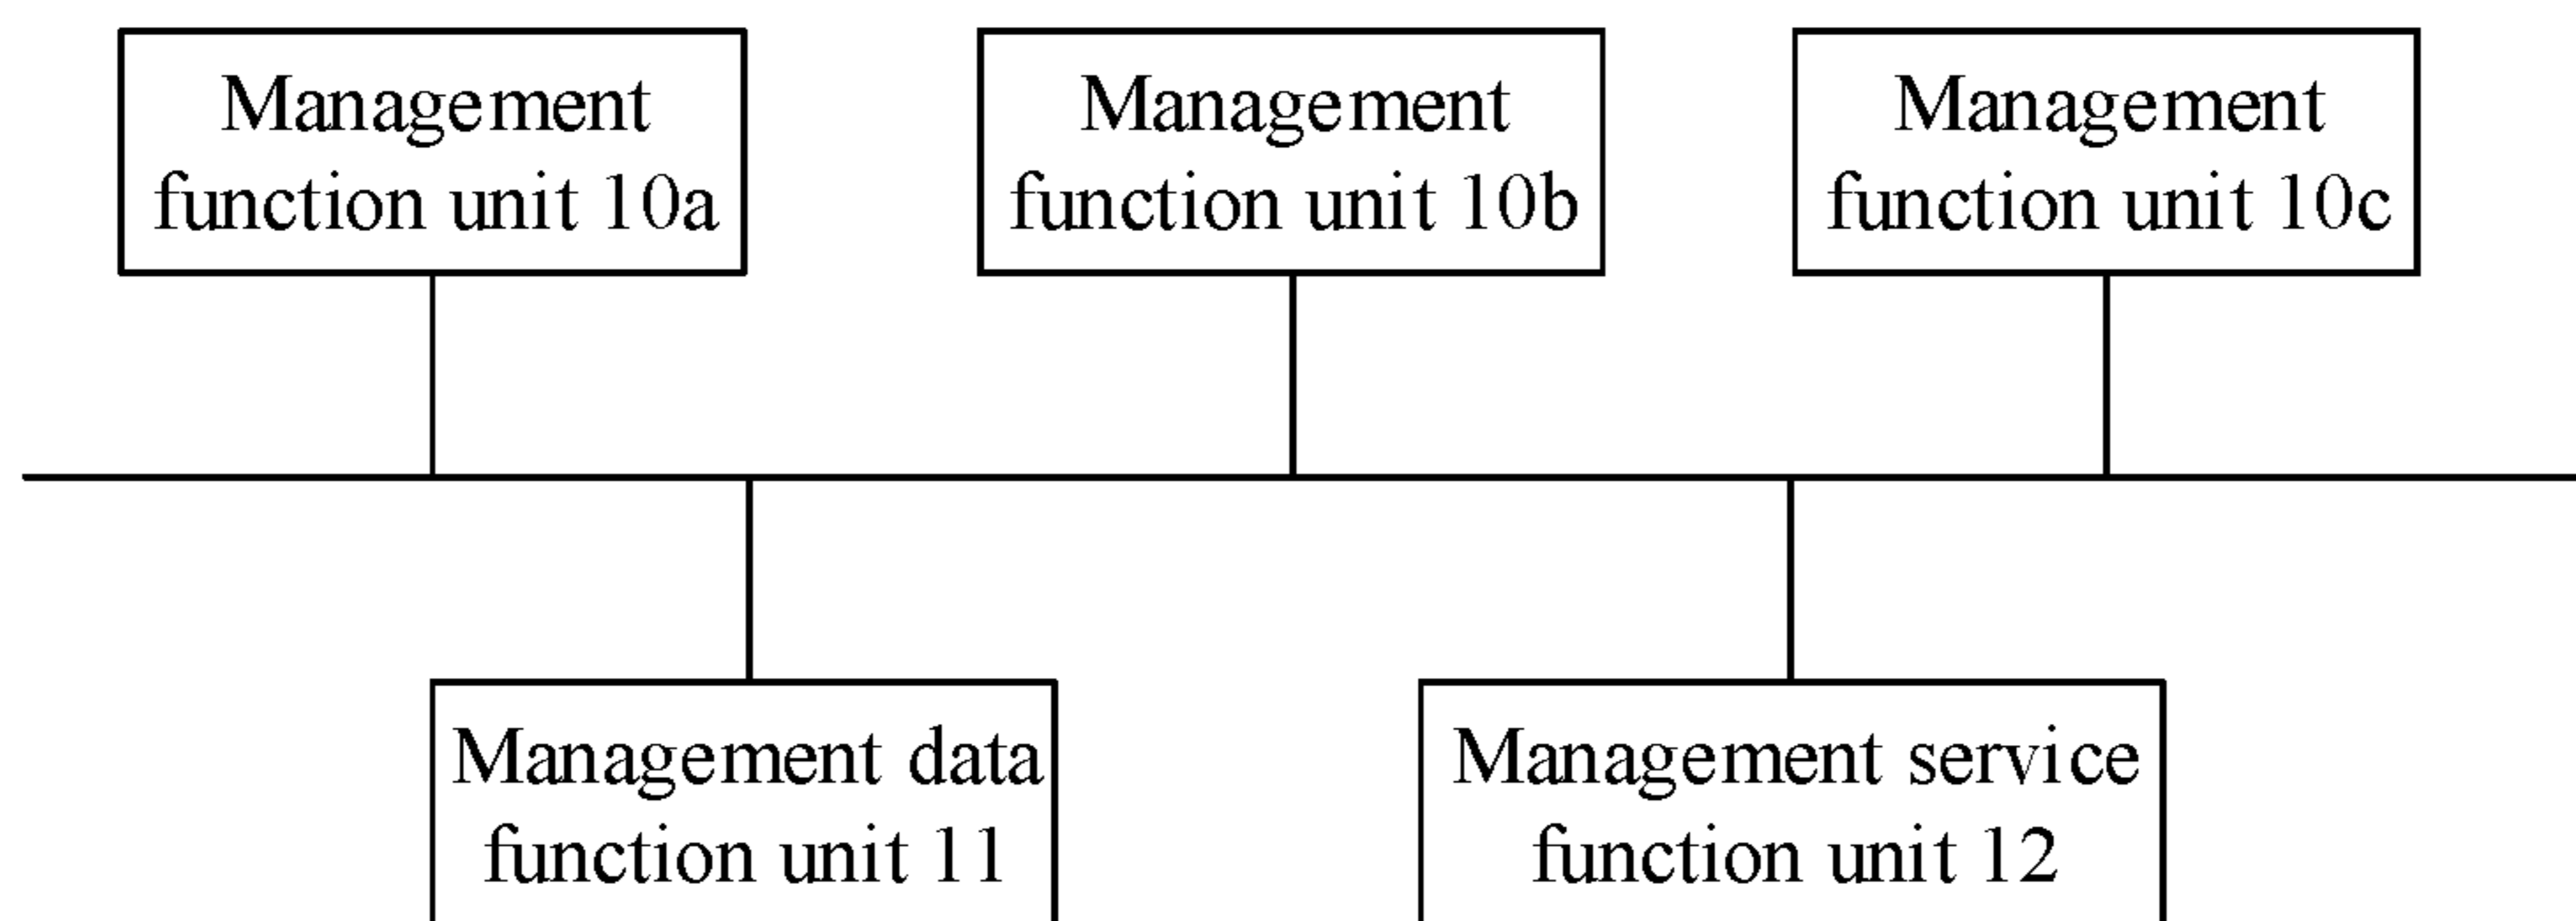 Management
function unit 10a
Management
function unit 10b
Management
function unit 10c
Management data
function unit 11
Management service
function unit 12